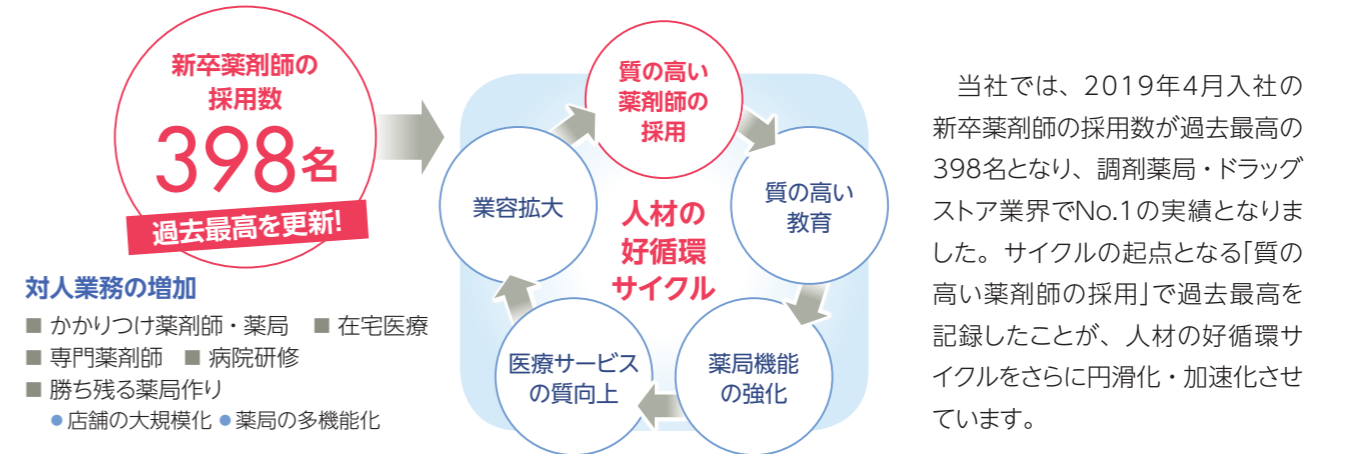 新卒薬剤師の
採用数
398名
過去最高を更新!
対人業務の増加
■ かかりつけ薬剤師・薬局 ■ 在宅医療
■ 専門薬剤師 ■ 病院研修
■ 勝ち残る薬局作り
●店舗の大規模化 ●薬局の多機能化
質の高い
薬剤師の
採用
質の高い
教育
薬局機能
の強化
医療サービス
の質向上
業容拡大
人材の
好循環
サイクル
当社では、2019年4月入社の
新卒薬剤師の採用数が過去最高の
398名となり、調剤薬局・ドラッグ
ストア業界でNo.1の実績となりま
した。サイクルの起点となる「質の
高い薬剤師の採用」で過去最高を
記録したことが、人材の好循環サ
イクルをさらに円滑化・加速化させ
ています。